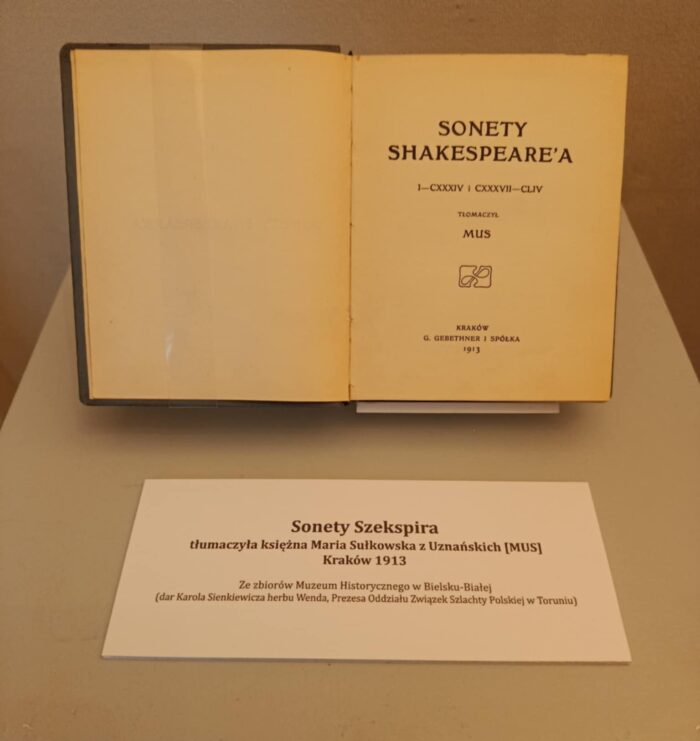 SONETY
SHAKESPEARE'A
I—CXXXIV i CXXXVII—CLIV
TŁOMACZYŁ
MUS
KRAKÓW
G. GEBETHNER I SPÓŁKA
1913
Sonety Szekspira
tłumaczyła księżna Maria Sułkowska z Uznańskich [MUS]
Kraków 1913
Ze zbiorów Muzeum Historycznego w Bielsku-Białej
(dar Karola Sienkiewicza herbu Wenda, Prezesa Oddziału Związek Szlachty Polskiej w Toruniu)